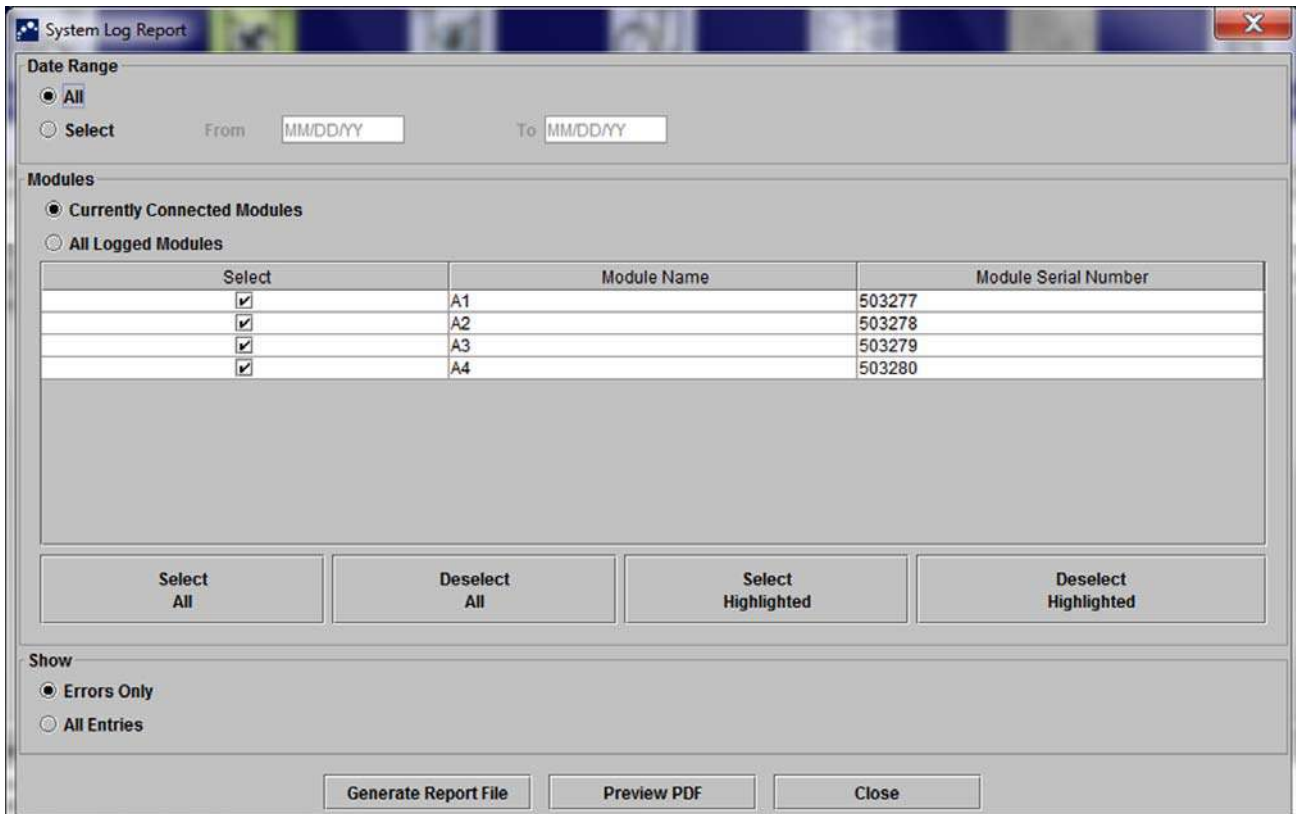 System Log Report
Date Range
All
Select From MM/DD/YY To MM/DD/YY
Modules
Currently Connected Modules
All Logged Modules
Select Module Name Module Serial Number
A1 503277
A2 503278
A3 503279
A4 503280
Select All Deselect All Select Highlighted Deselect Highlighted
Show
Errors Only
All Entries
Generate Report File Preview PDF Close